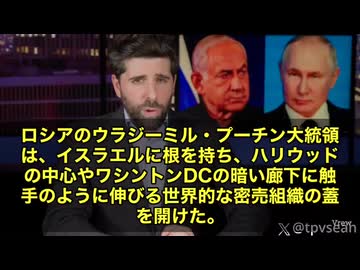 ロシアのウラジーミル・プーチン大統領
は、イスラエルに根を持ち、ハリウッド
の中心やワシントンDCの暗い廊下に触
手のように伸びる世界的な密売組織の蓋
を開けた。
@tpvsean
Vrew